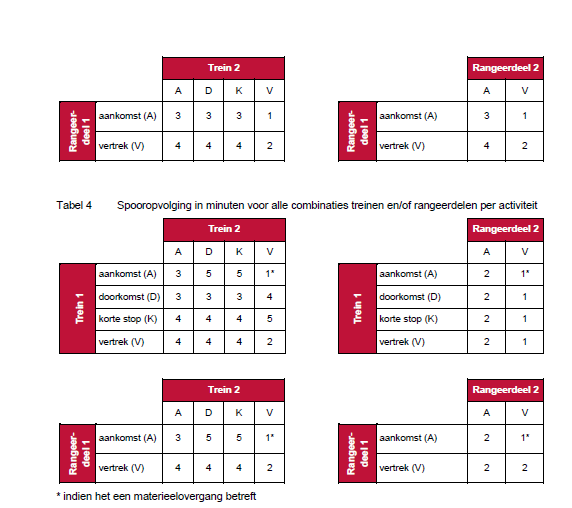 Trein 2 Rangeerdeel 2
A D K V A V
Rangeer-deel 1 aankomst (A) 3 3 3 1 Rangeer-deel 1 aankomst (A) 3 1
vertrek (V) 4 4 4 2 vertrek (V) 4 2
Tabel 4 Spooropvolging in minuten voor alle combinaties treinen en/of rangeerdelen per activiteit
Trein 2 Rangeerdeel 2
A D K V A V
Trein 1 aankomst (A) 3 5 5 1* Trein 1 aankomst (A) 2 1*
doorkomst (D) 3 3 3 4 doorkomst (D) 2 1
korte stop (K) 4 4 4 5 korte stop (K) 2 1
vertrek (V) 4 4 4 2 vertrek (V) 2 1
Trein 2 Rangeerdeel 2
A D K V A V
Rangeer-deel 1 aankomst (A) 3 5 5 1* Rangeer-deel 1 aankomst (A) 2 1*
vertrek (V) 4 4 4 2 vertrek (V) 2 2
* indien het een materieelovergang betreft